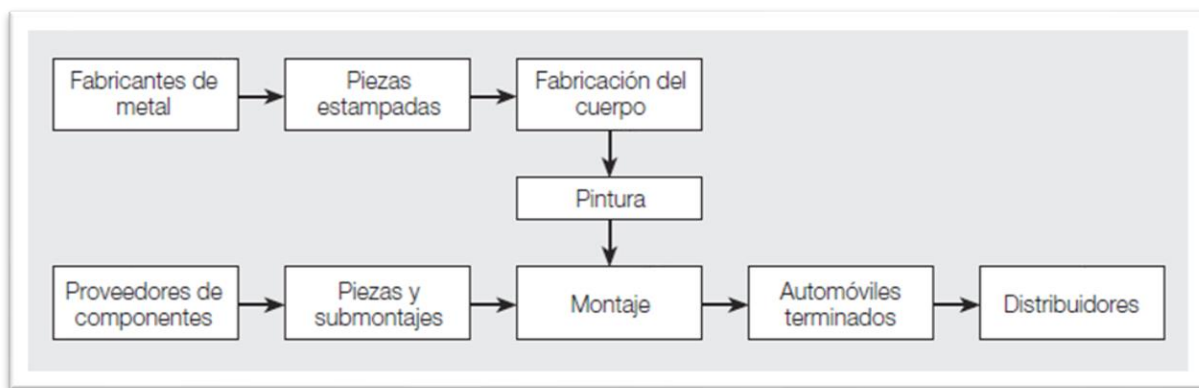 Fabricantes de
metal
Piezas
estampadas
Fabricación del
cuerpo
Pintura
Proveedores de
componentes
Piezas y
submontajes
Montaje
Automóviles
terminados
Distribuidores